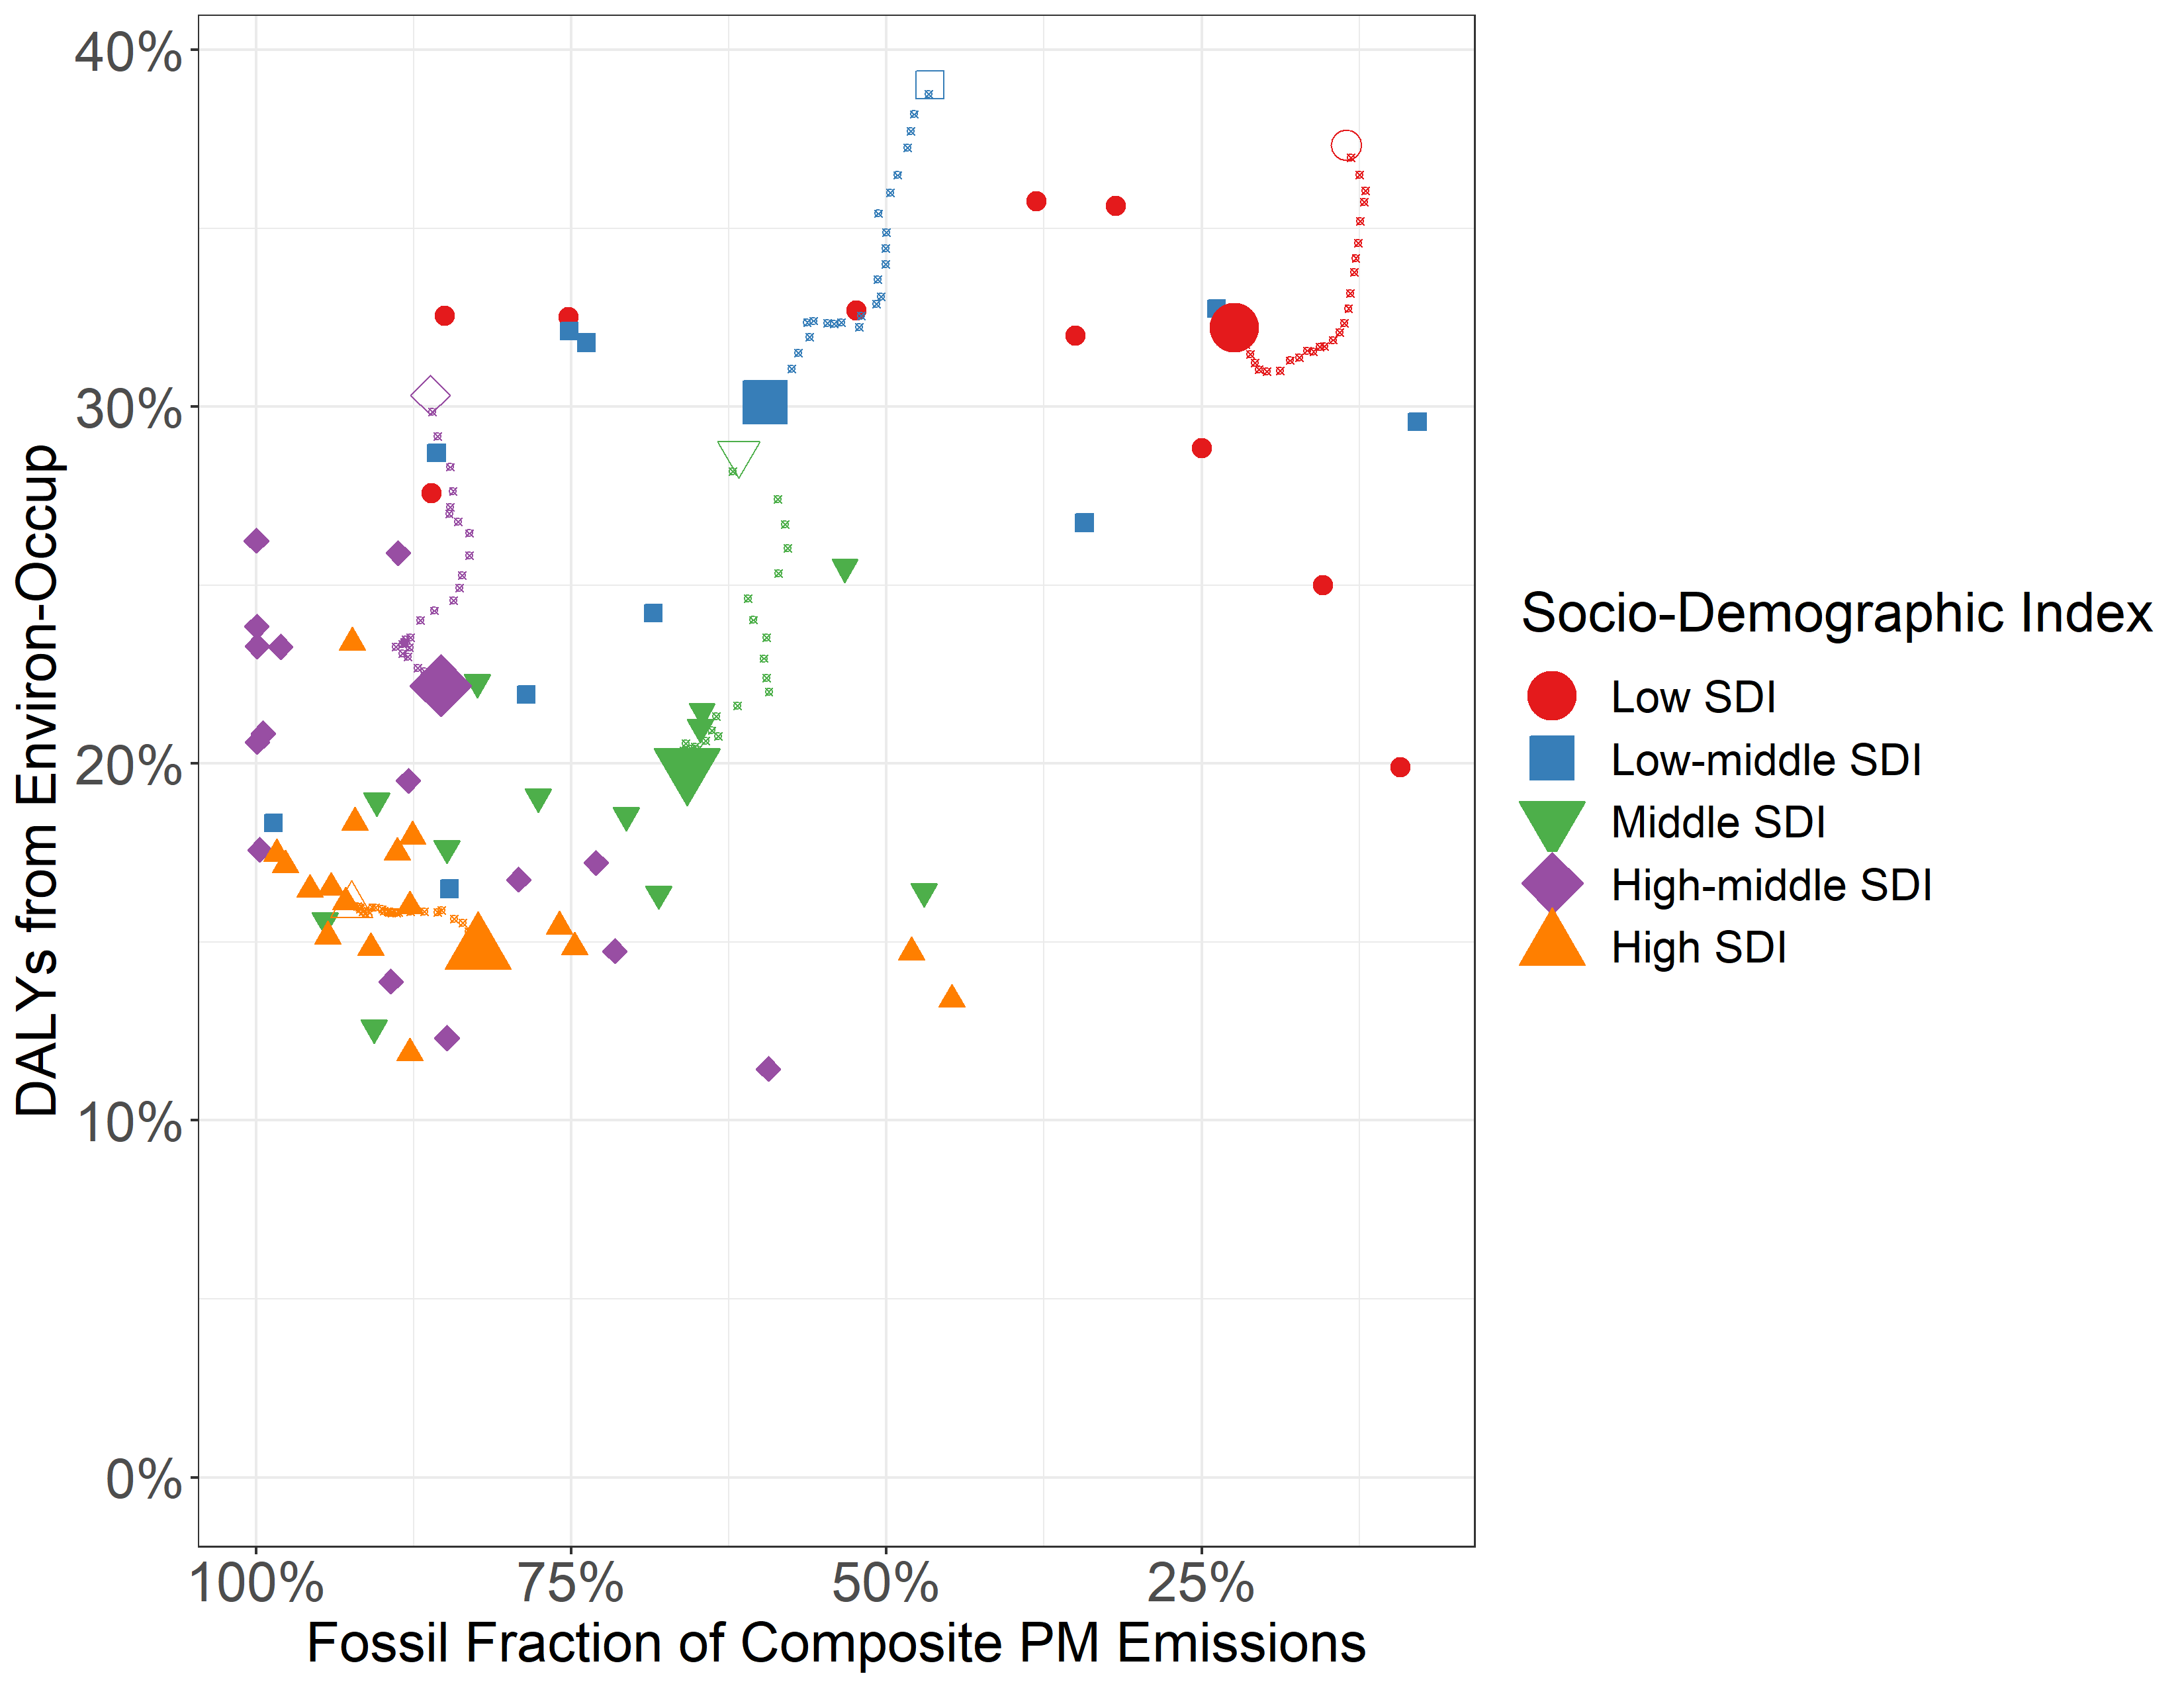 40%
30%
20%
10%
0%
DALYs from Environ-Occup
100%
75%
50%
25%
Fossil Fraction of Composite PM Emissions
Socio-Demographic Index
Low SDI
Low-middle SDI
Middle SDI
High-middle SDI
High SDI